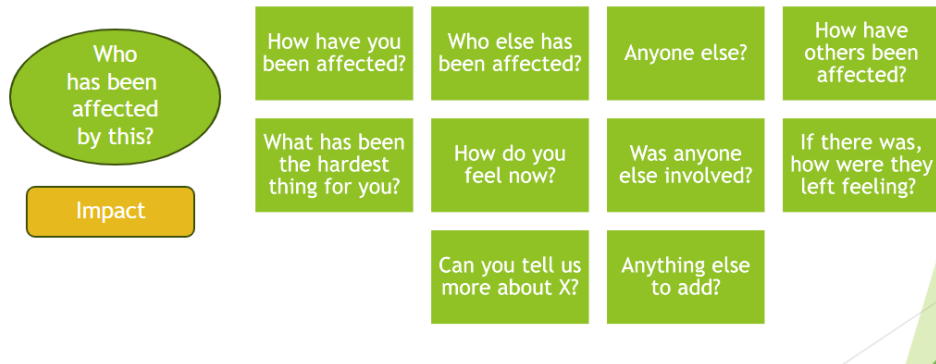 Who
has been
affected
by this?
Impact
How have you
been affected?
Who else has
been affected?
Anyone else?
How have
others been
affected?
What has been
the hardest
thing for you?
How do you
feel now?
Was anyone
else involved?
If there was,
how were they
left feeling?
Can you tell us
more about X?
Anything else
to add?